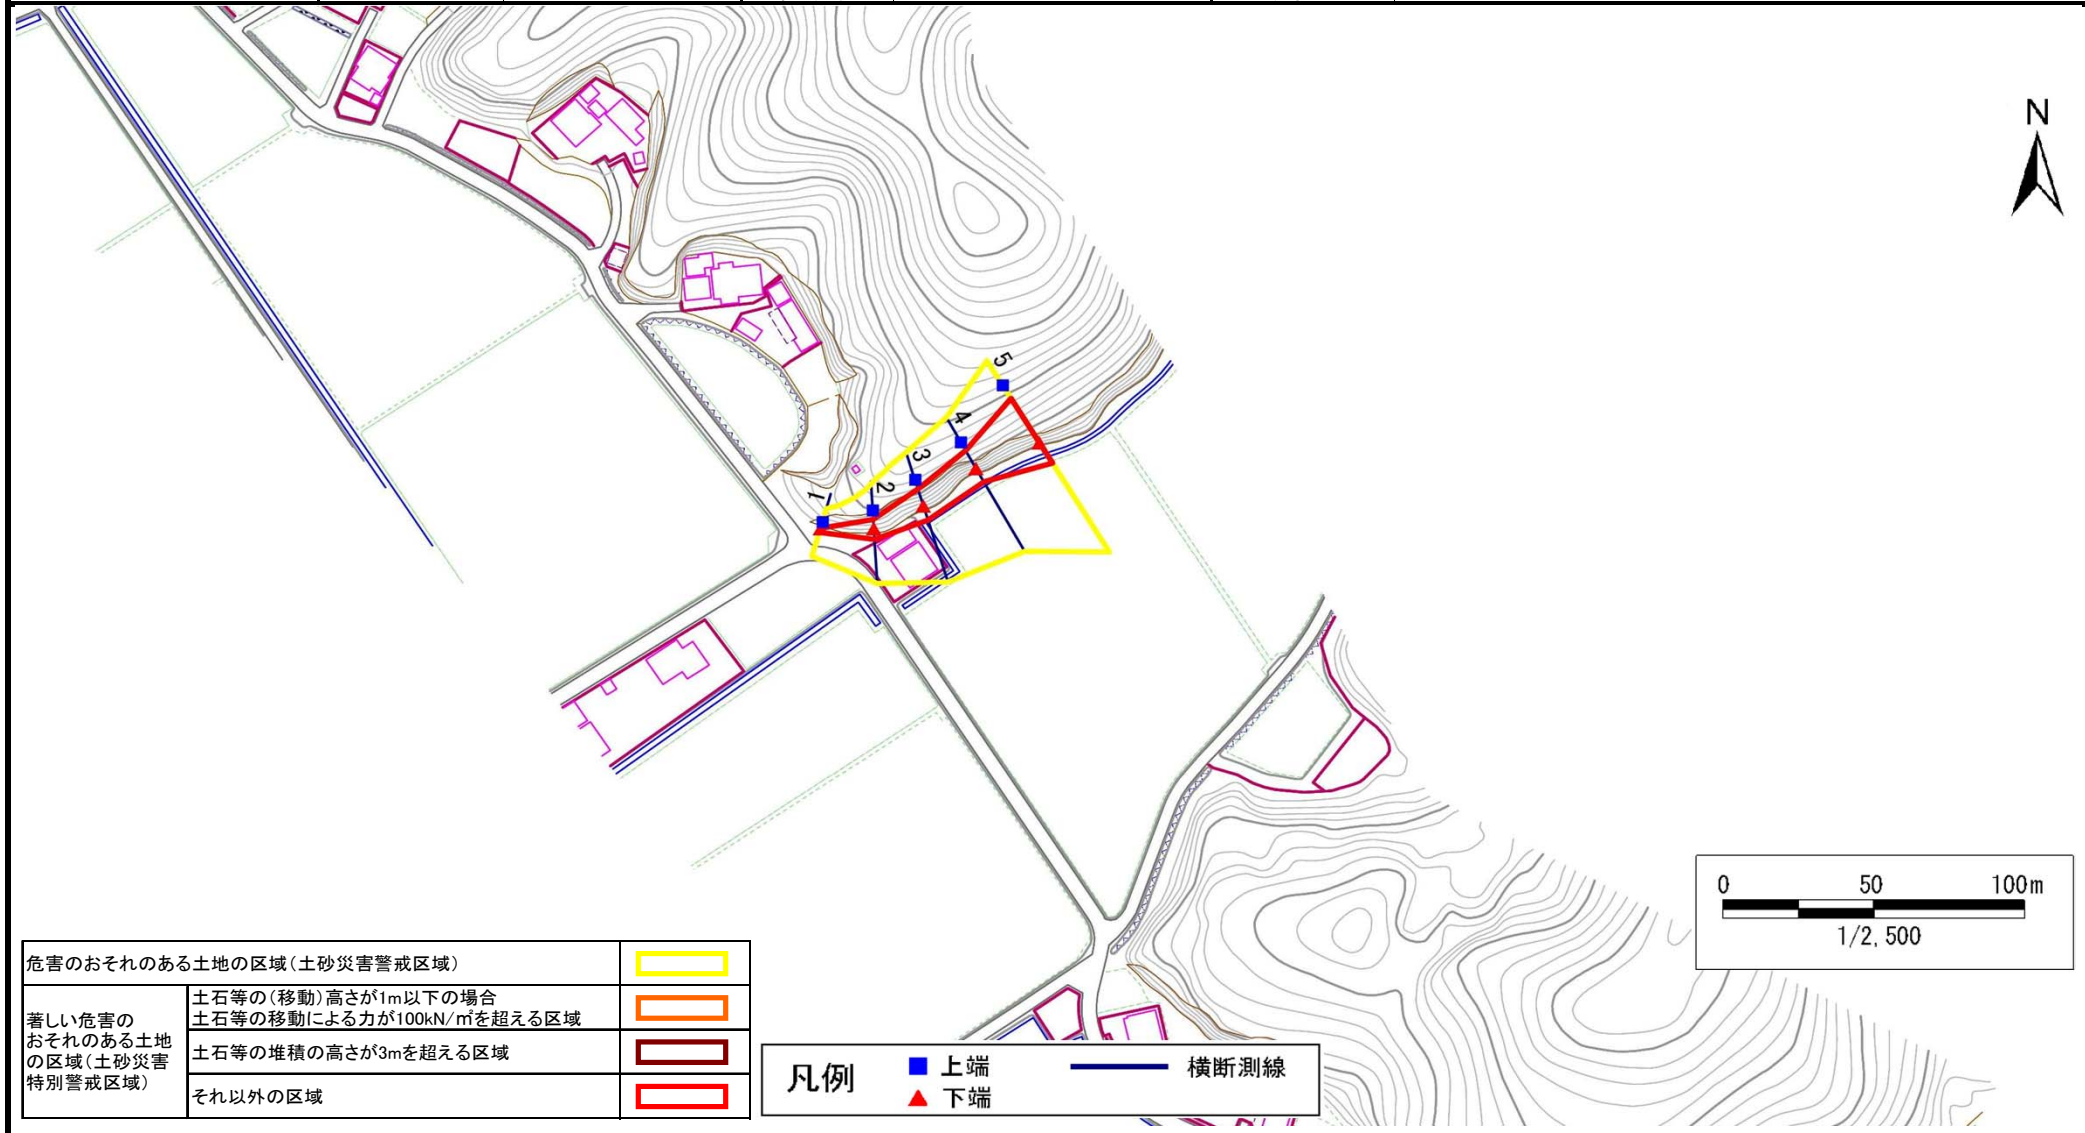 N
5
4
3
2
1
0 50 100m
1/2,500
危害のおそれのある土地の区域(土砂災害警戒区域)
著しい危害の
おそれのある土地
の区域(土砂災害
特別警戒区域)
土石等の(移動)高さが1m以下の場合
土石等の移動による力が100kN/㎡を超える区域
土石等の堆積の高さが3mを超える区域
それ以外の区域
凡例
上端
下端
横断測線